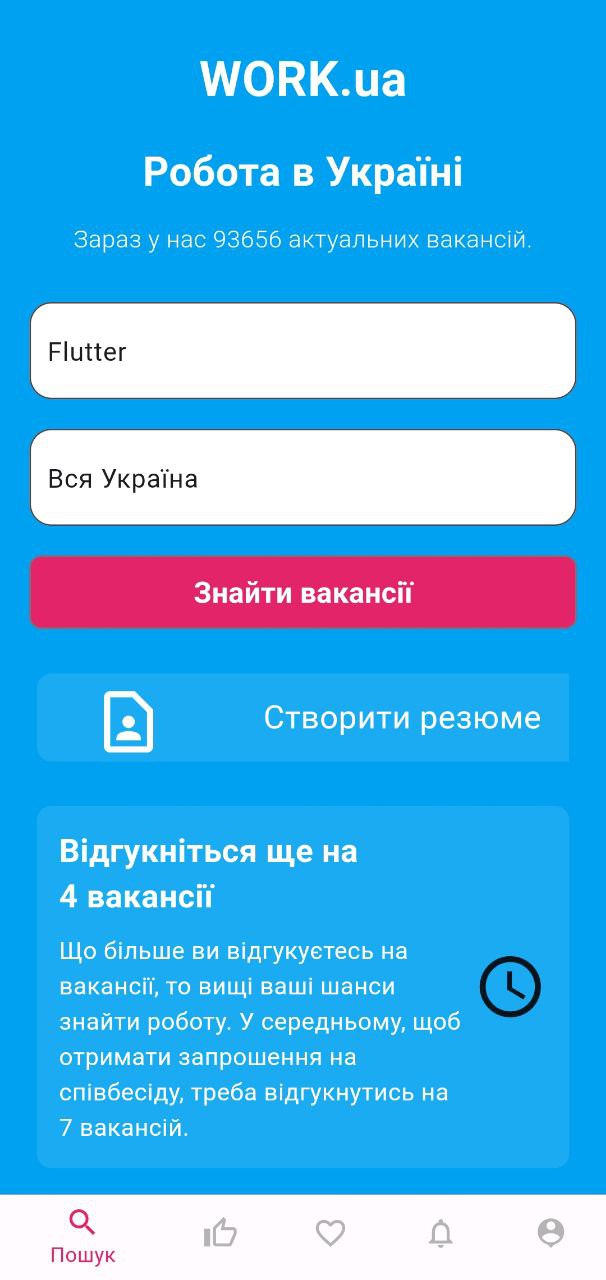 WORK.ua
Робота в Україні
Зараз у нас 93656 актуальних вакансій.
Flutter
Вся Україна
Знайти вакансії
Створити резюме
Відгукніться ще на
4 вакансії
Що більше ви відгукуєтесь на
вакансії, то вищі ваші шанси
знайти роботу. У середньому, щоб
отримати запрошення на
співбесіду, треба відгукнутись на
7 вакансій.
Пошук